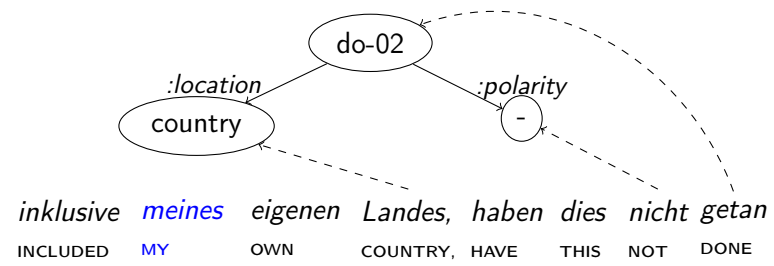 do-02
:location :polarity
country -
inklusive meines eigenen Landes, haben dies nicht getan
INCLUDED MY OWN COUNTRY, HAVE THIS NOT DONE